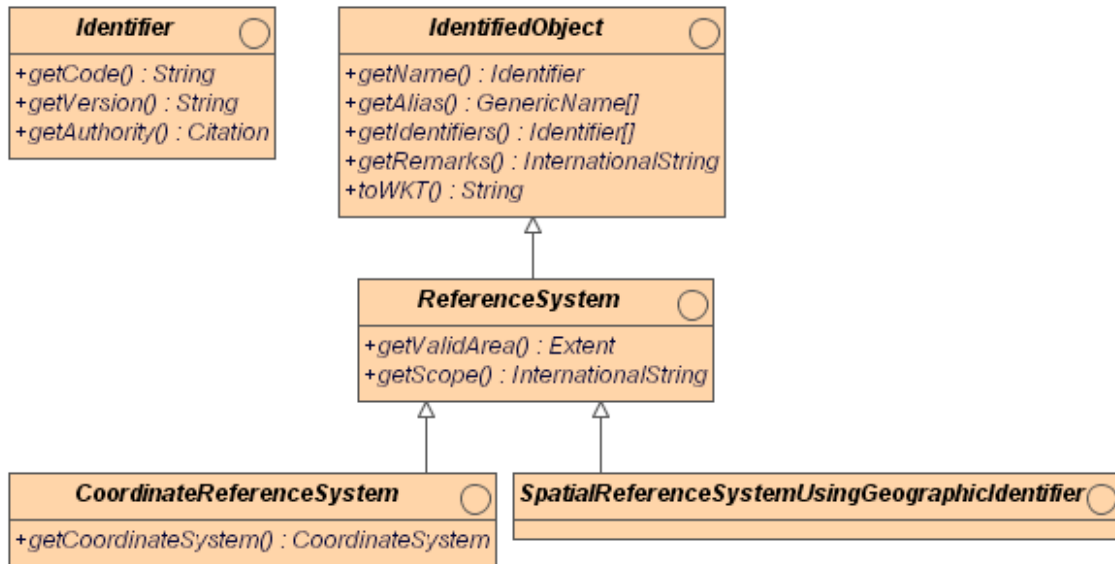 Identifier
+getCode() : String
+getVersion() : String
+getAuthority() : Citation
IdentifiedObject
+getName() : Identifier
+getAlias() : GenericName[]
+getIdentifiers() : Identifier[]
+getRemarks() : InternationalString
+toWKT() : String
ReferenceSystem
+getValidArea() : Extent
+getScope() : InternationalString
CoordinateReferenceSystem
+getCoordinateSystem() : CoordinateSystem
SpatialReferenceSystemUsingGeographicIdentifier